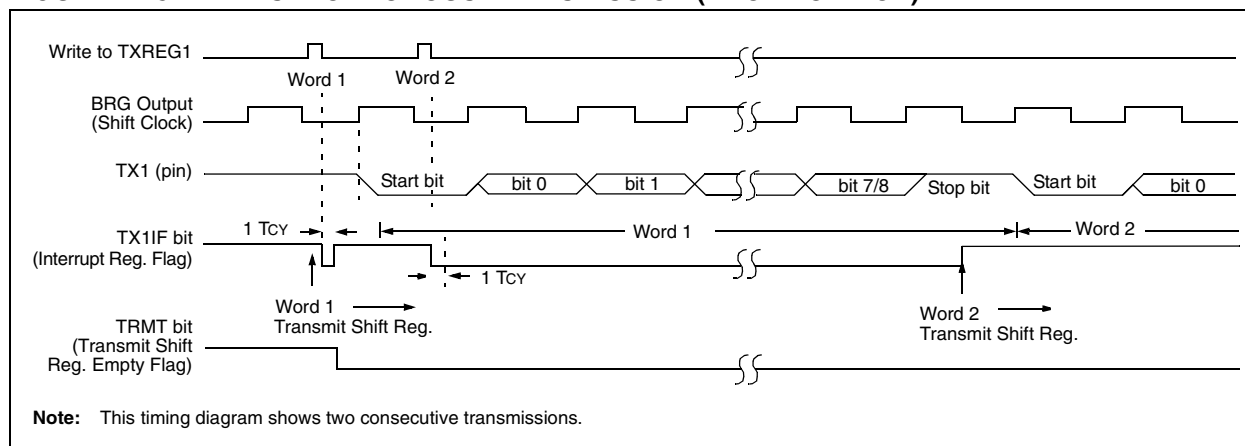 Write to TXREG1
Word 1
Word 2
BRG Output
(Shift Clock)
TX1 (pin)
Start bit
bit 0
bit 1
bit 7/8
Stop bit
Start bit
bit 0
1 TCY
Word 1
Word 2
TX1IF bit
(Interrupt Reg. Flag)
1 TCY
Word 1
Transmit Shift Reg.
Word 2
Transmit Shift Reg.
TRMT bit
(Transmit Shift
Reg. Empty Flag)
Note: This timing diagram shows two consecutive transmissions.